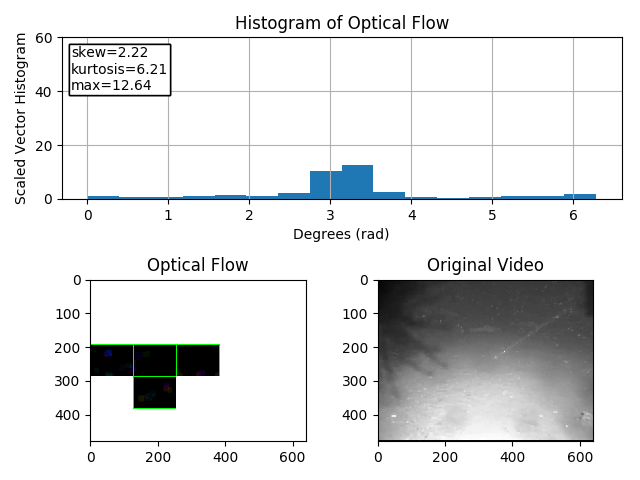 Histogram of Optical Flow
skew=2.22
kurtosis=6.21
max=12.64
Scaled Vector Histogram
60
40
20
0
0 1 2 3 4 5 6
Degrees (rad)
Optical Flow
0
100
200
300
400
0 200 400 600
Original Video
0
100
200
300
400
0 200 400 600